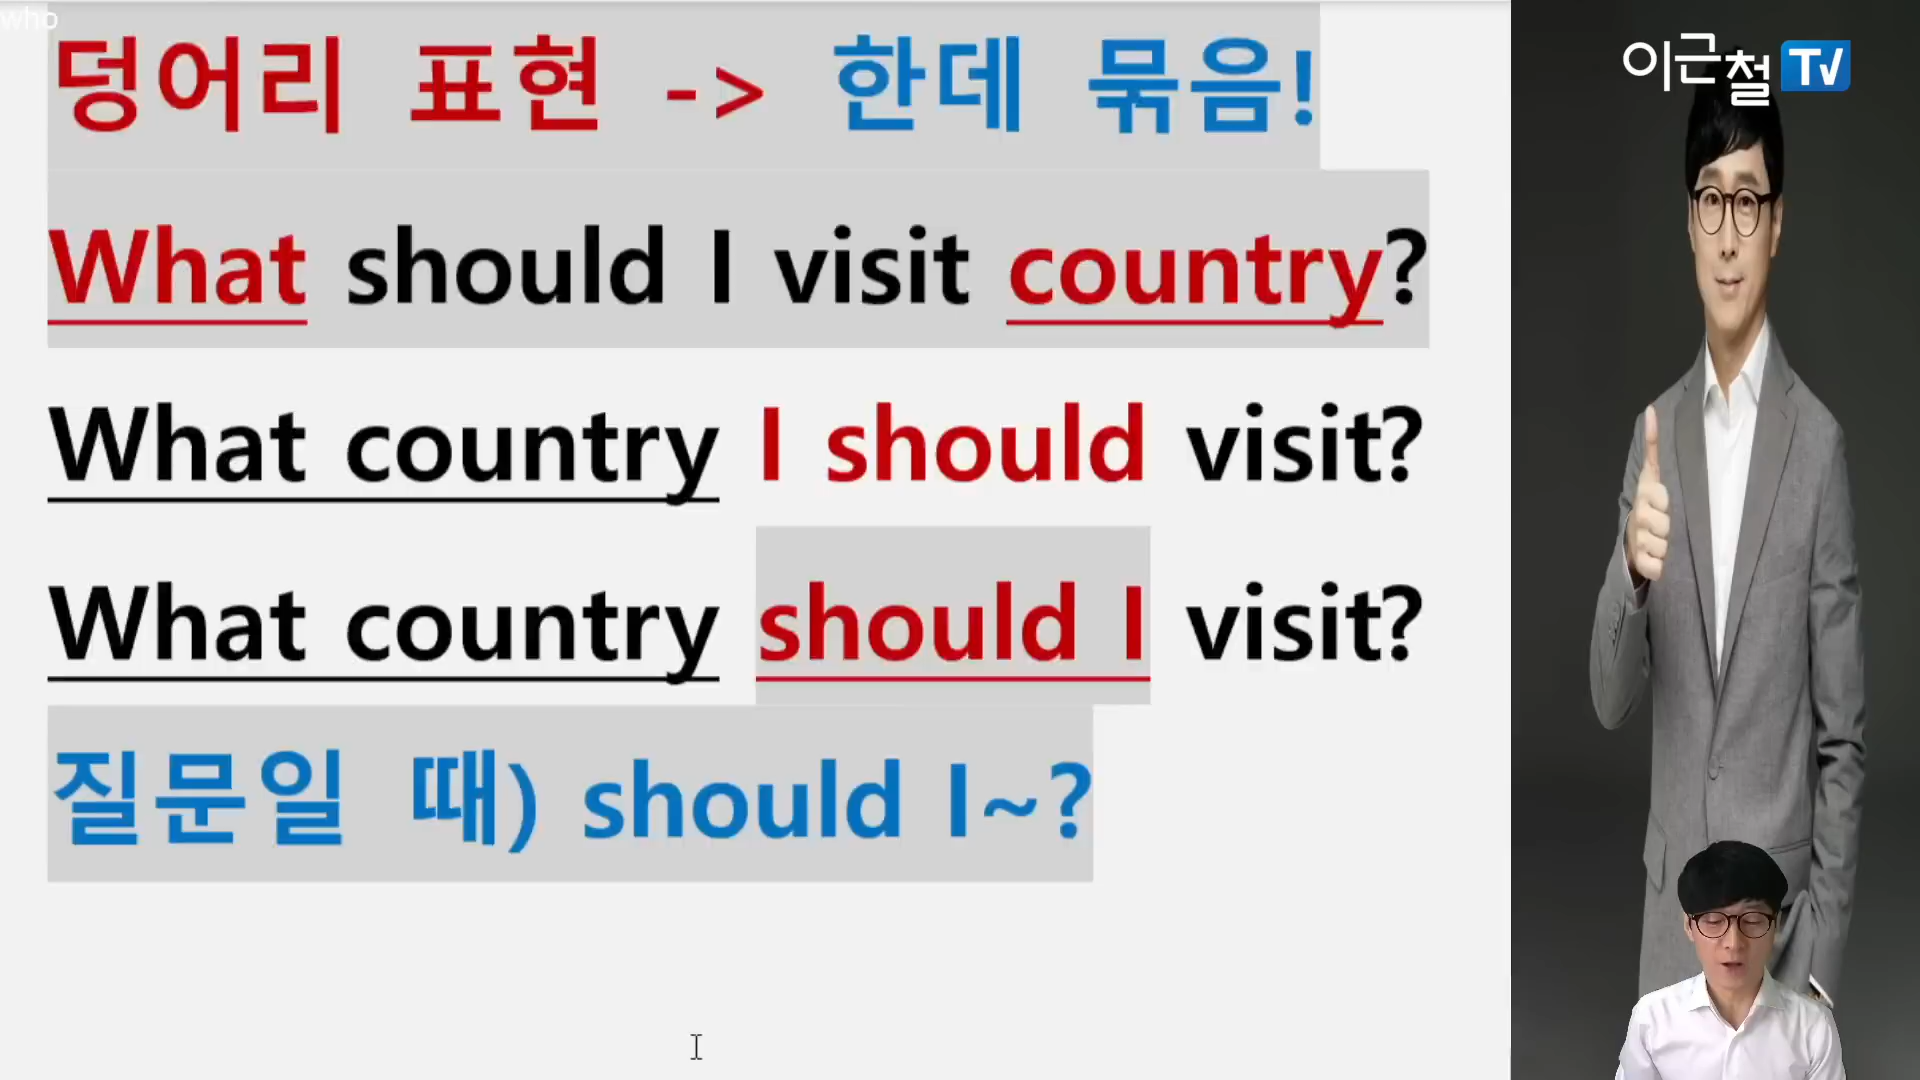 who
덩어리 표현 -> 한데 묶음!
What should I visit country?
What country I should visit?
What country should I visit?
질문일 때) should I~?
이근철 TV